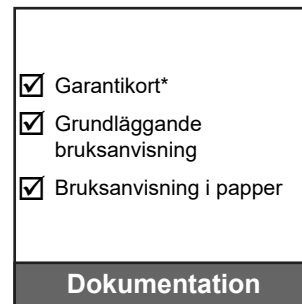 Garantikort*
Grundläggande
bruksanvisning
Bruksanvisning i papper
Dokumentation